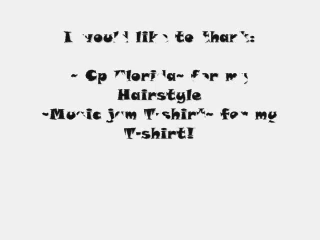 I would like to thank:
~ Cp Florida~ for my
Hairstyle
~Music jam T-shirt~ for my
T-shirt!